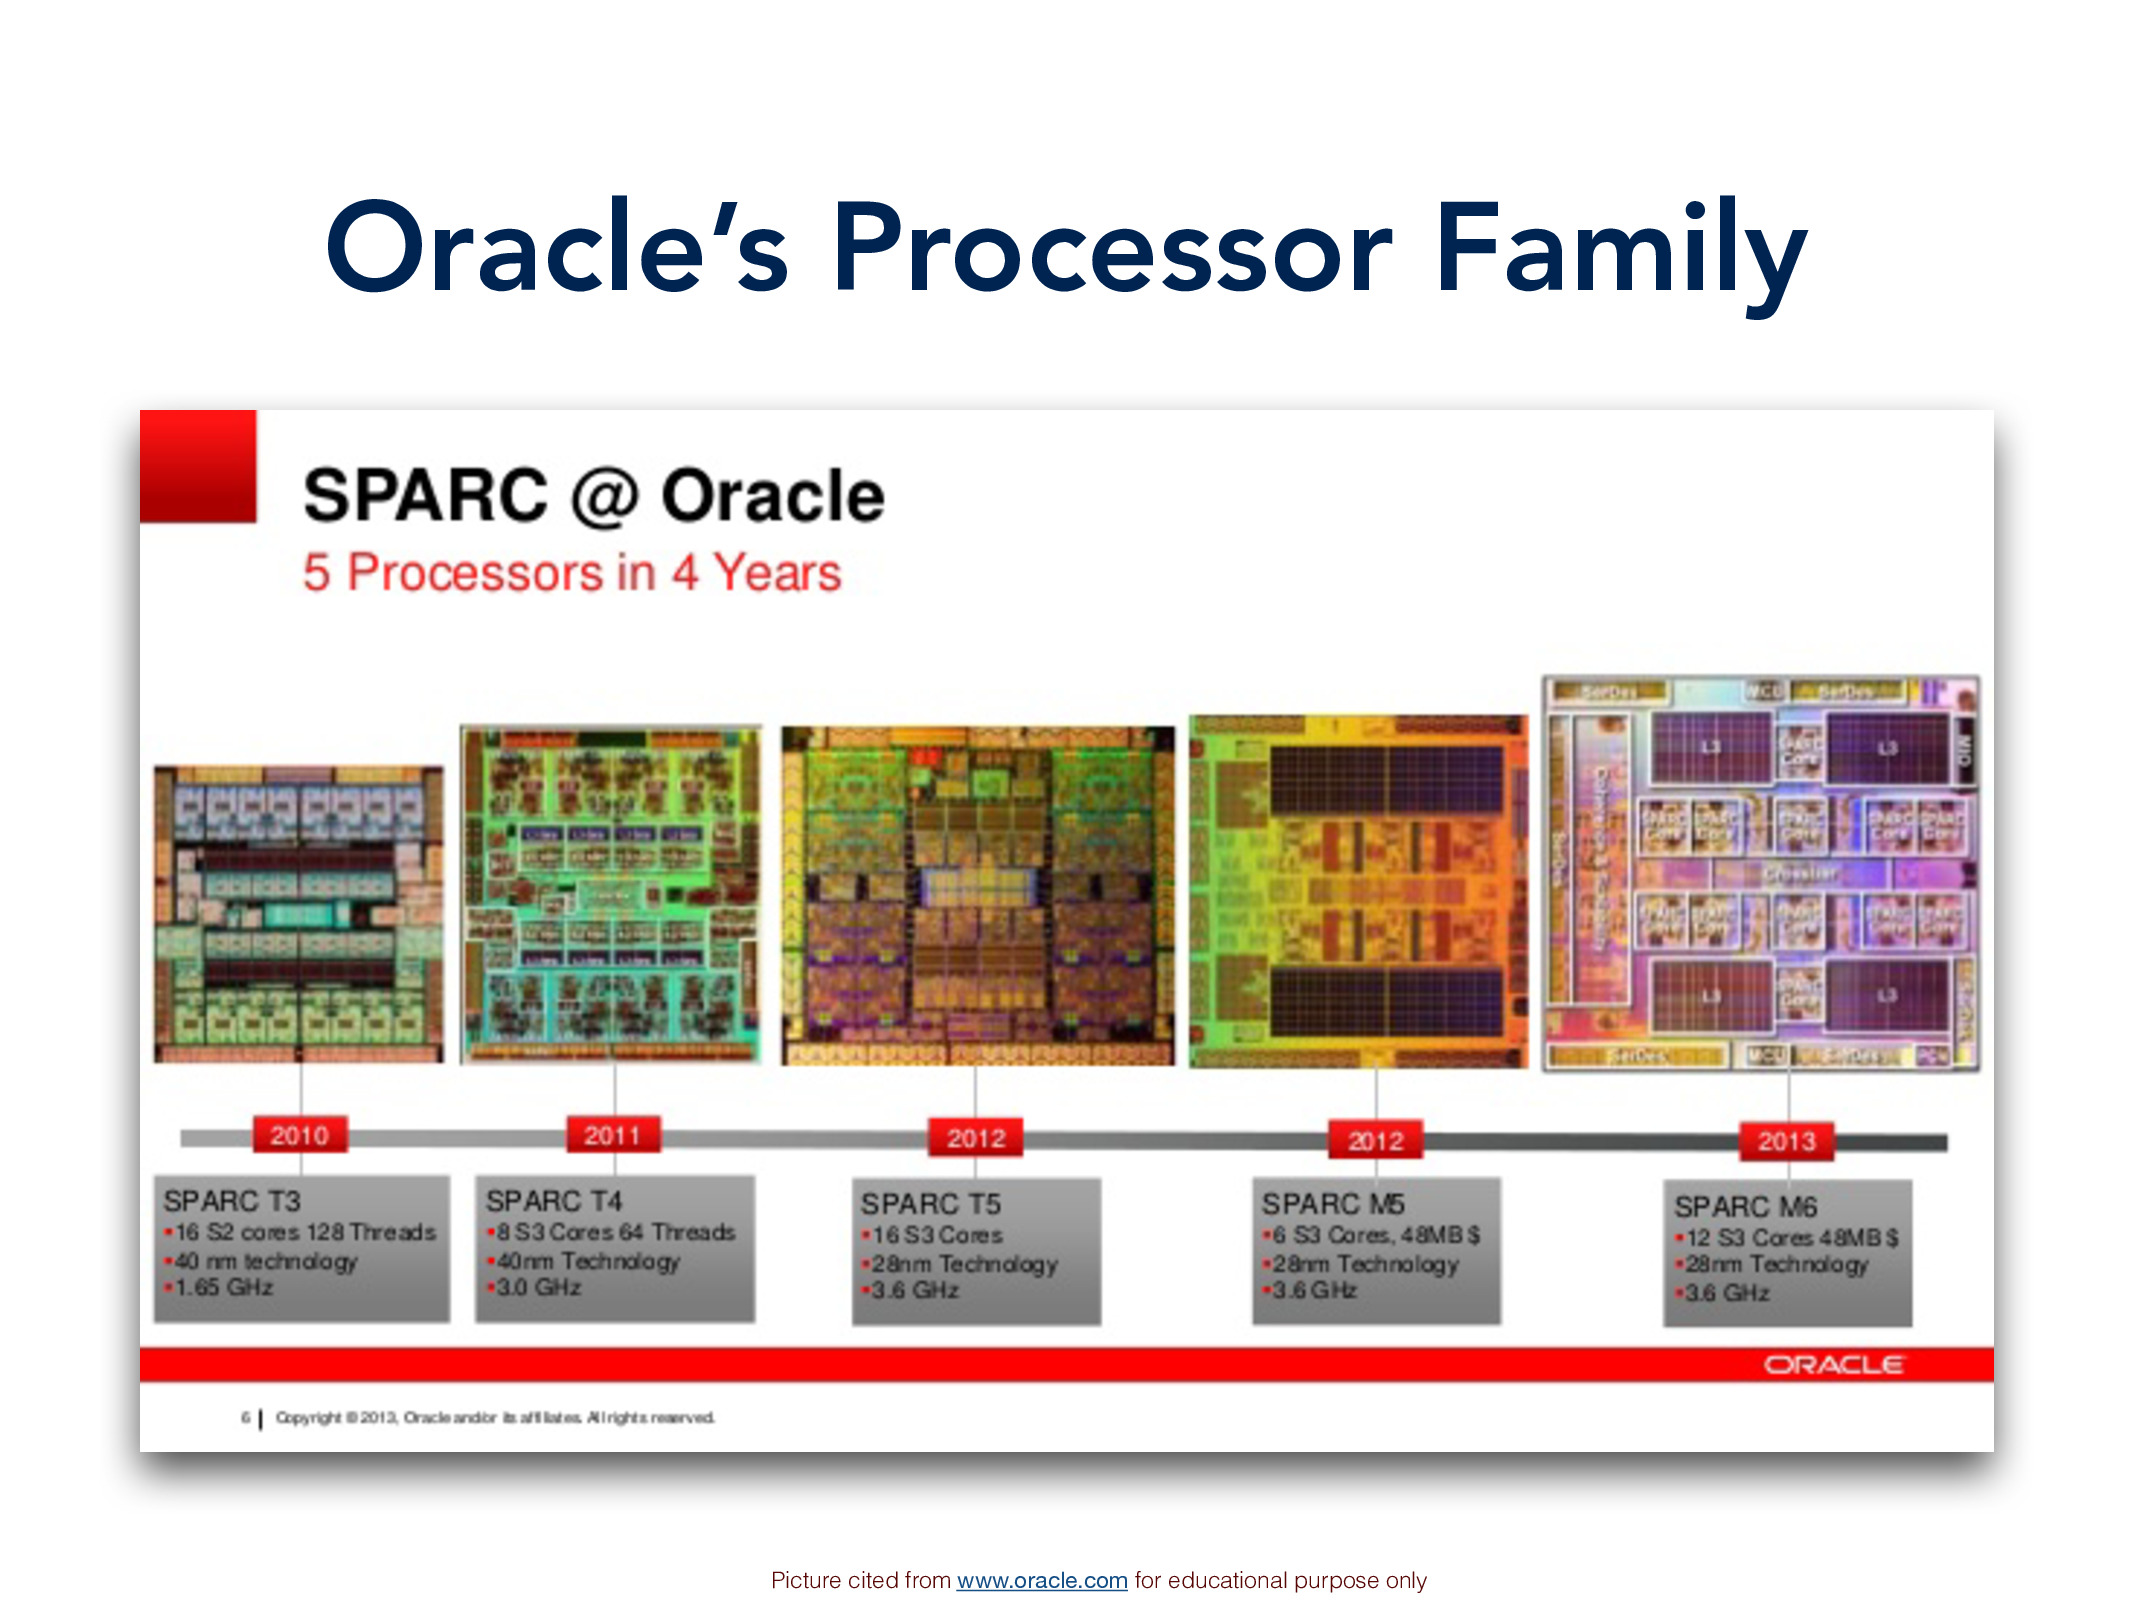 Oracle’s Processor Family
SPARC @ Oracle
5 Processors in 4 Years
SerDes MCU SerDes
L3 SPARC Core L3
MIO
Coherence & Scalability
SerDes
SPARC Core SPARC Core SPARC Core SPARC Core SPARC Core
Crossbar
SPARC Core SPARC Core SPARC Core SPARC Core SPARC Core
L3 SPARC Core L3
SerDes MCU SerDes
2010
2011
2012
2012
2013
SPARC T3
▪16 S2 cores 128 Threads
▪40 nm technology
▪1.65 GHz
SPARC T4
▪8 S3 Cores 64 Threads
▪40nm Technology
▪3.0 GHz
SPARC T5
▪16 S3 Cores
▪28nm Technology
▪3.6 GHz
SPARC M5
▪6 S3 Cores, 48MB $
▪28nm Technology
▪3.6 GHz
SPARC M6
▪12 S3 Cores 48MB $
▪28nm Technology
▪3.6 GHz
ORACLE
6 | Copyright © 2013, Oracle and/or its affiliates. All rights reserved.
Picture cited from www.oracle.com for educational purpose only